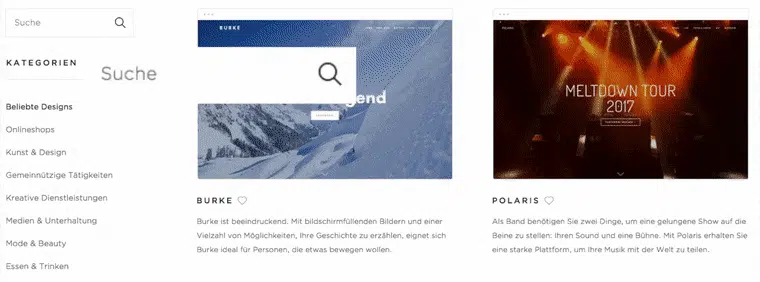 Suche
KATEGORIEN
Suche
Beliebte Designs
Onlineshops
Kunst & Design
Gemeinnützige Tätigkeiten
Kreative Dienstleistungen
Medien & Unterhaltung
Mode & Beauty
Essen & Trinken
BURKE
gend
BURKE
Burke ist beeindruckend. Mit bildschirmfüllenden Bildern und einer
Vielzahl von Möglichkeiten, Ihre Geschichte zu erzählen, eignet sich
Burke ideal für Personen, die etwas bewegen wollen.
POLARIS
MELTDOWN TOUR
2017
POLARIS
Als Band benötigen Sie zwei Dinge, um eine gelungene Show auf die
Beine zu stellen: Ihren Sound und eine Bühne. Mit Polaris erhalten Sie
eine starke Plattform, um Ihre Musik mit der Welt zu teilen.